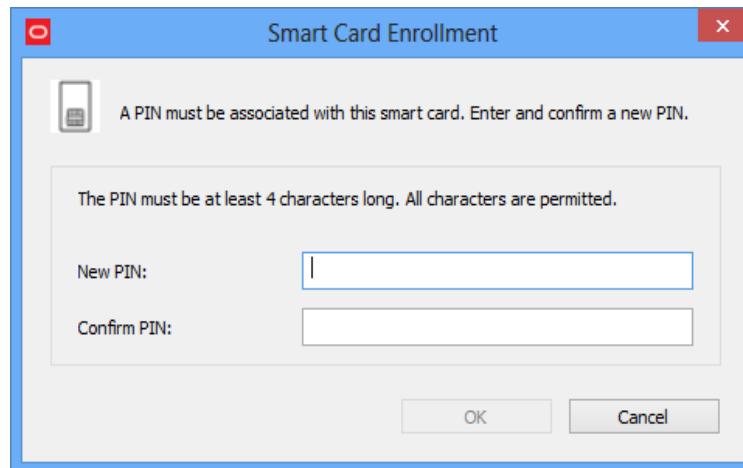 Smart Card Enrollment
A PIN must be associated with this smart card. Enter and confirm a new PIN.
The PIN must be at least 4 characters long. All characters are permitted.
New PIN:
Confirm PIN:
OK
Cancel